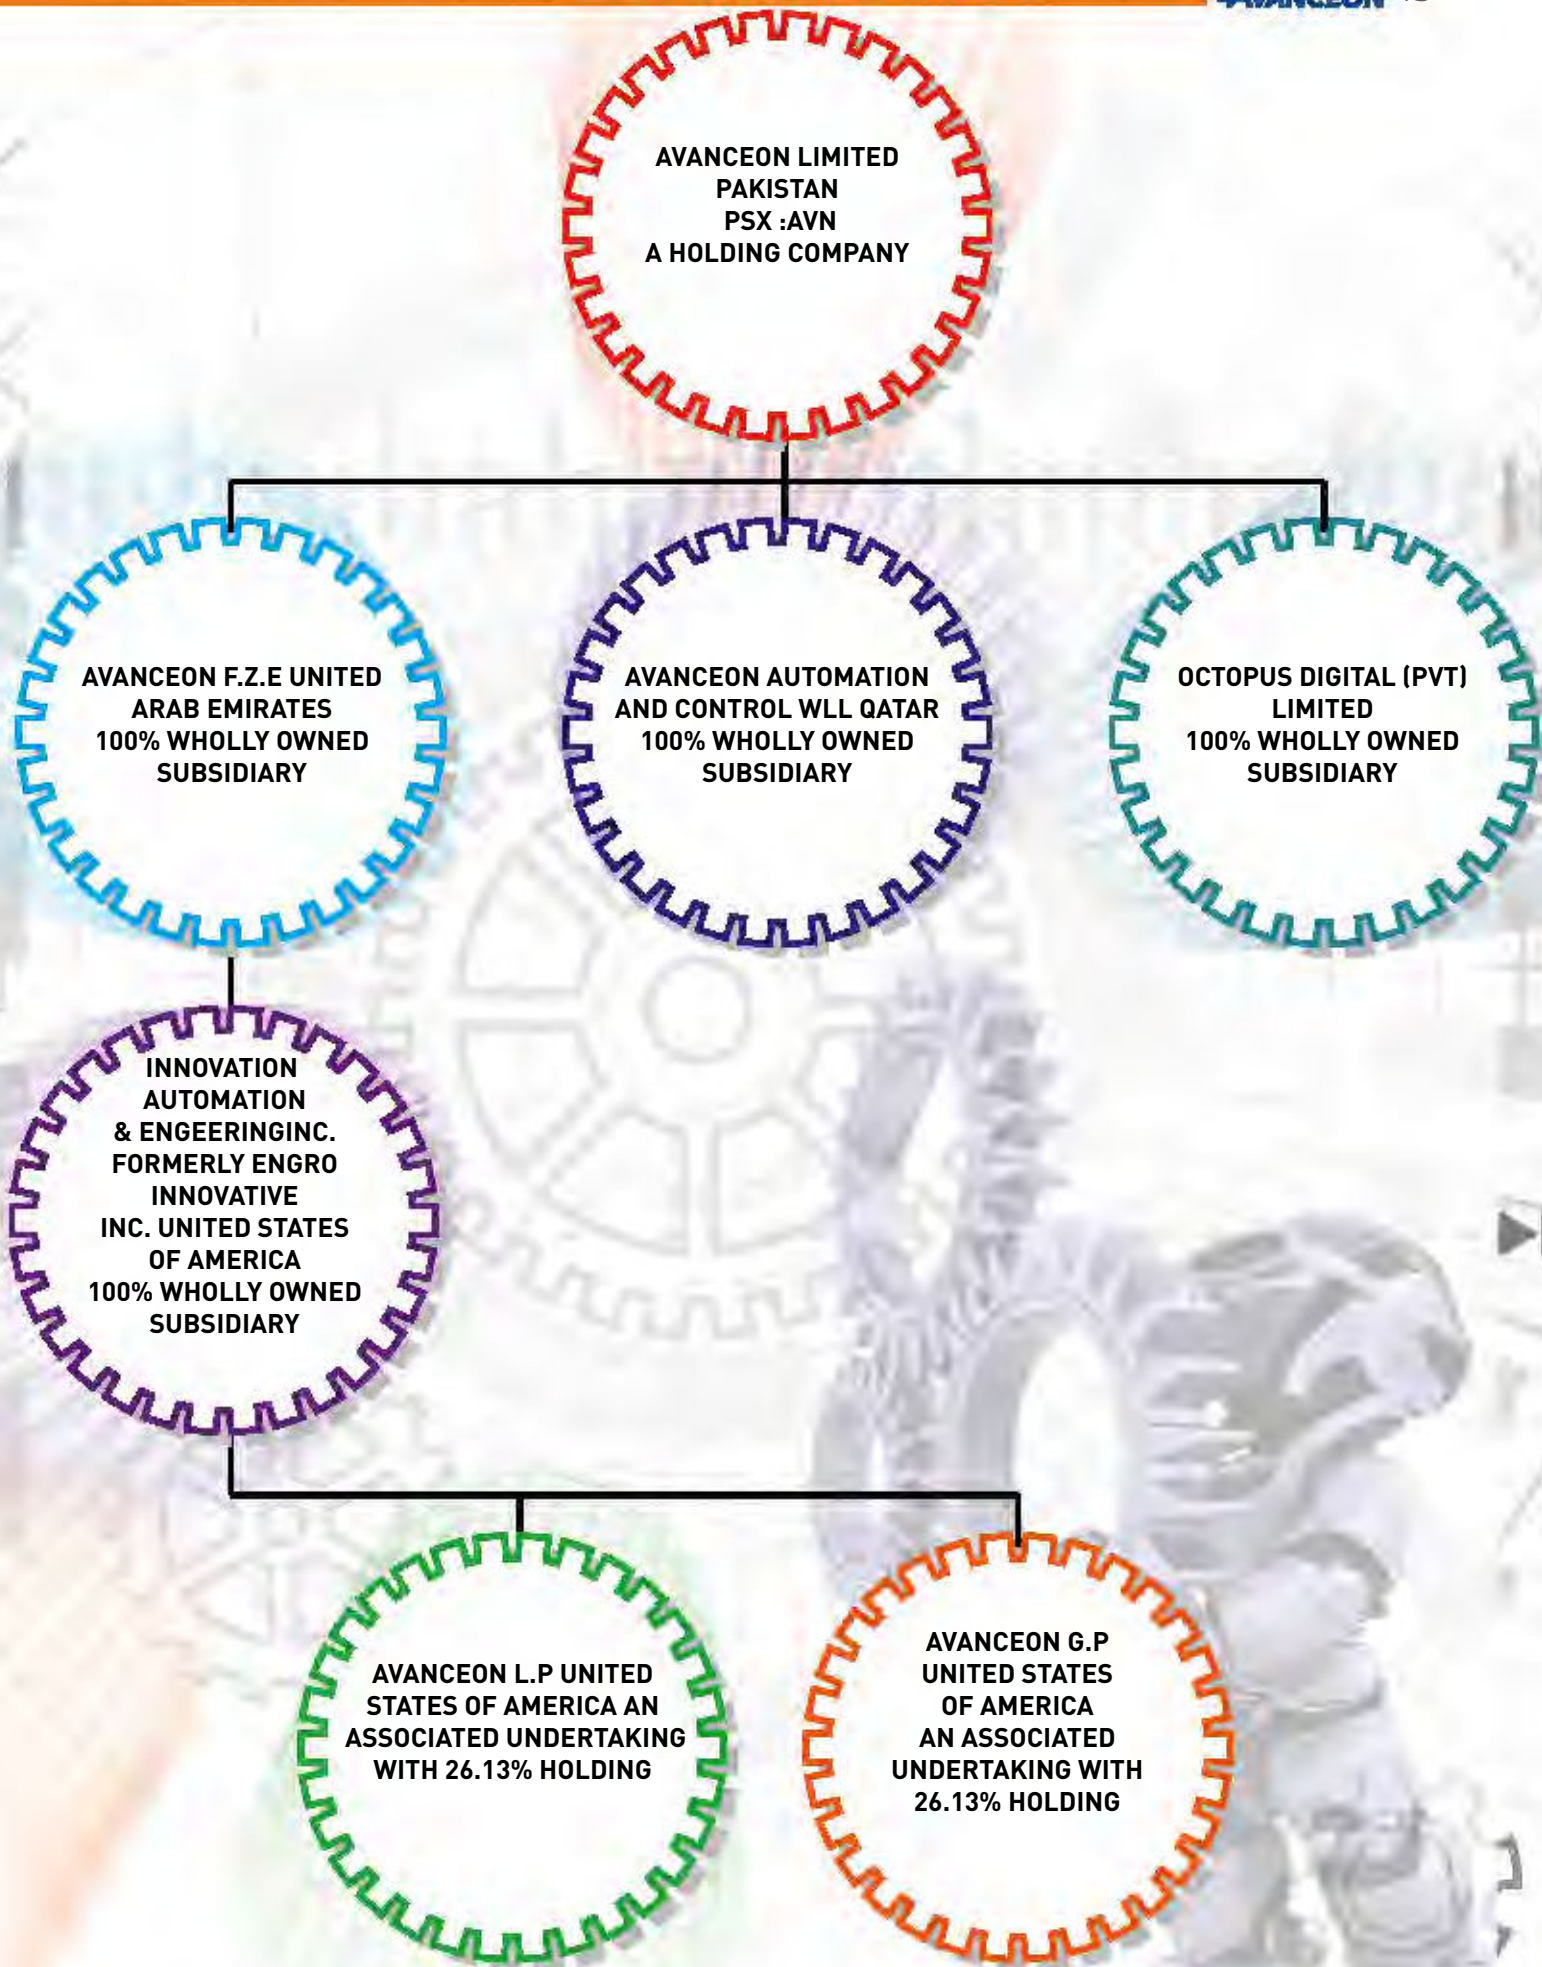 AVANCEON
AVANCEON LIMITED
PAKISTAN
PSX :AVN
A HOLDING COMPANY
AVANCEON F.Z.E UNITED
ARAB EMIRATES
100% WHOLLY OWNED
SUBSIDIARY
AVANCEON AUTOMATION
AND CONTROL WLL QATAR
100% WHOLLY OWNED
SUBSIDIARY
OCTOPUS DIGITAL (PVT)
LIMITED
100% WHOLLY OWNED
SUBSIDIARY
INNOVATION
AUTOMATION
& ENGEERINGINC.
FORMERLY ENGRO
INNOVATIVE
INC. UNITED STATES
OF AMERICA
100% WHOLLY OWNED
SUBSIDIARY
AVANCEON L.P UNITED
STATES OF AMERICA AN
ASSOCIATED UNDERTAKING
WITH 26.13% HOLDING
AVANCEON G.P
UNITED STATES
OF AMERICA
AN ASSOCIATED
UNDERTAKING WITH
26.13% HOLDING